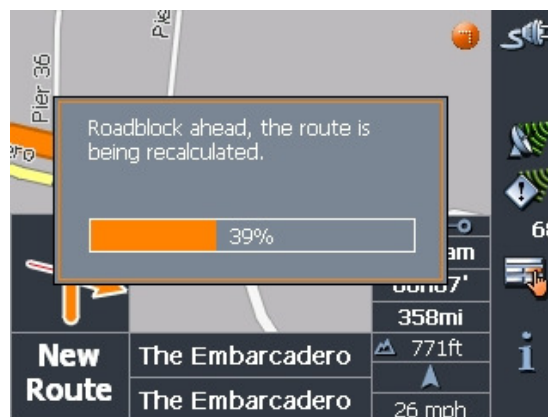 Pier 36
Roadblock ahead, the route is
being recalculated.
39%
358mi
771ft
New
Route
The Embarcadero
The Embarcadero
26 mph